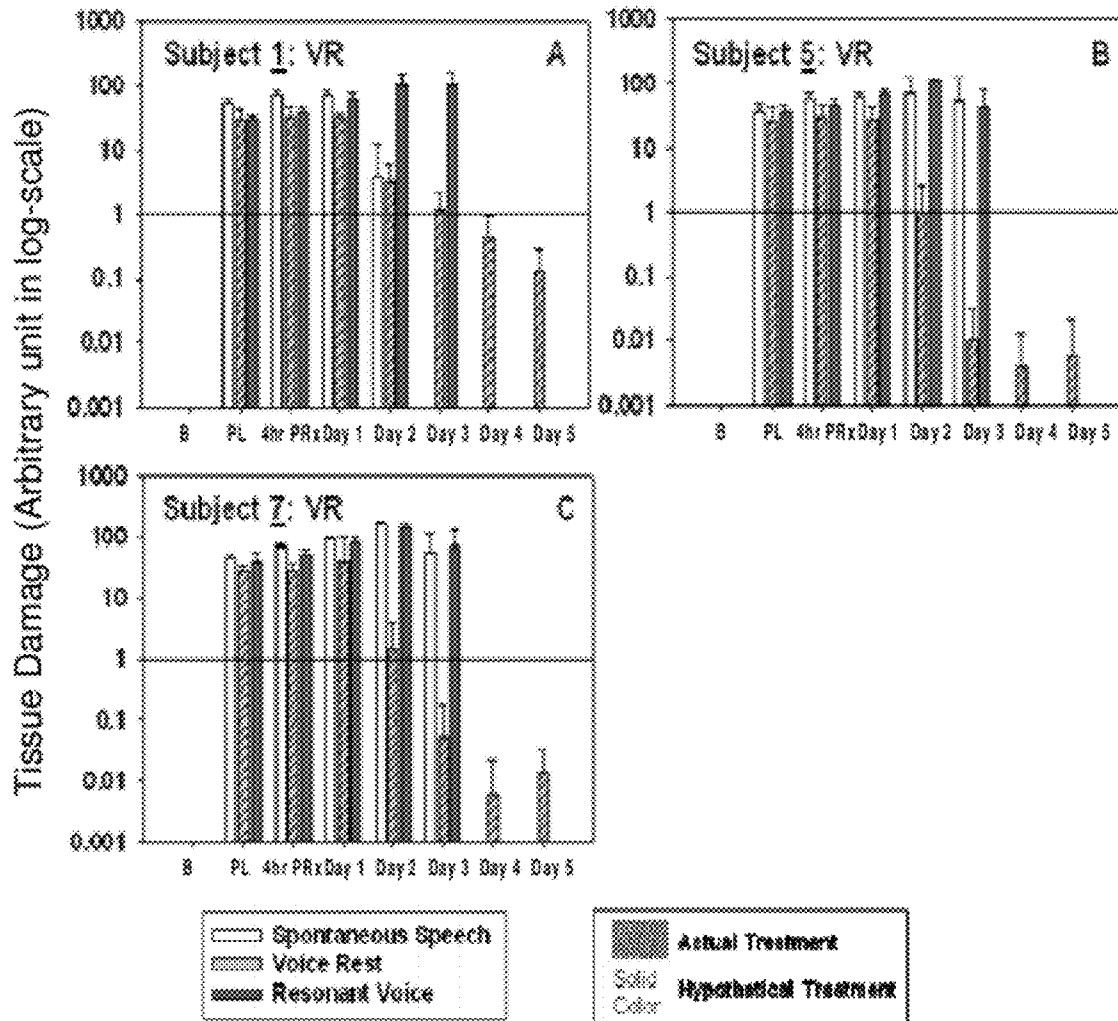 Tissue Damage (Arbitrary unit in log-scale)
Subject 1: VR A
1000
100
10
1
0.1
0.01
0.001
B PL 4hr PRx Day 1 Day 2 Day 3 Day 4 Day 5
Subject 5: VR B
1000
100
10
1
0.1
0.01
0.001
B PL 4hr PRx Day 1 Day 2 Day 3 Day 4 Day 5
Subject 7: VR C
1000
100
10
1
0.1
0.01
0.001
B PL 4hr PRx Day 1 Day 2 Day 3 Day 4 Day 5
Spontaneous Speech
Voice Rest
Resonant Voice
Actual Treatment
Solid Color Hypothetical Treatment